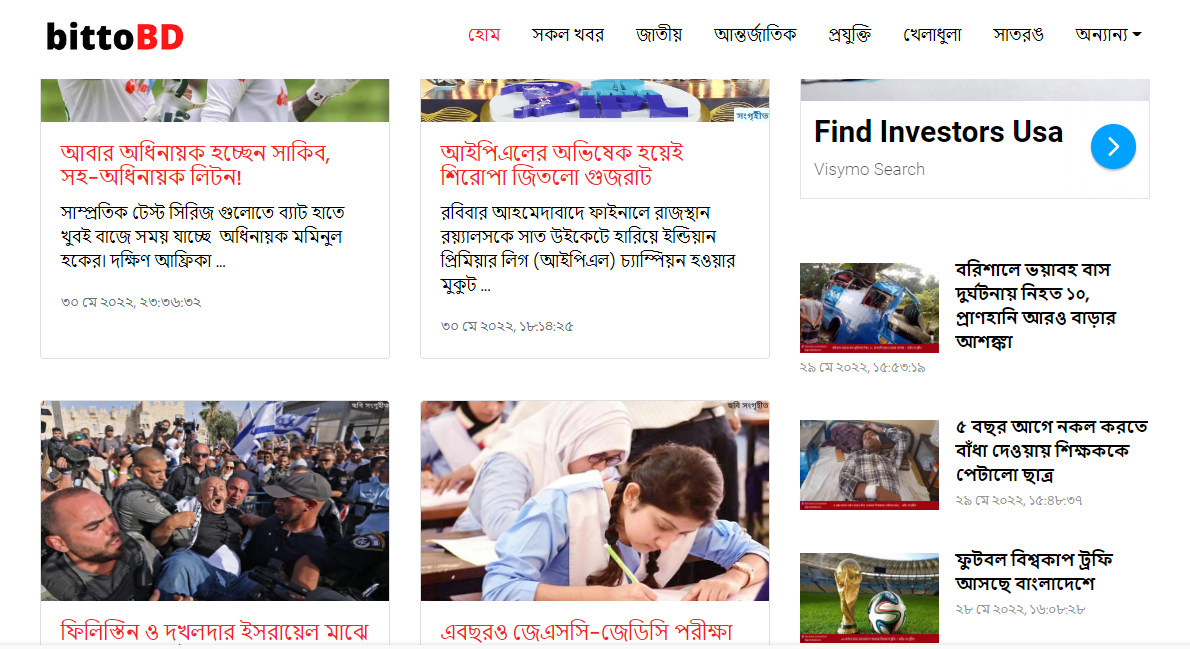 bittoBD
হোম
সকল খবর
জাতীয়
আন্তর্জাতিক
প্রযুক্তি
খেলাধুলা
সাতরঙ
অন্যান্য
সংগৃহীত
আবার অধিনায়ক হচ্ছেন সাকিব,
সহ-অধিনায়ক লিটন!
সাম্প্রতিক টেস্ট সিরিজ গুলোতে ব্যাট হাতে
খুবই বাজে সময় যাচ্ছে অধিনায়ক মমিনুল
হকের। দক্ষিণ আফ্রিকা ...
৩০ মে ২০২২, ২৩:৩৬:৩২
আইপিএলের অভিষেক হয়েই
শিরোপা জিতলো গুজরাট
রবিবার আহমেদাবাদে ফাইনালে রাজস্থান
রয়্যালসকে সাত উইকেটে হারিয়ে ইন্ডিয়ান
প্রিমিয়ার লিগ (আইপিএল) চ্যাম্পিয়ন হওয়ার
মুকুট ...
৩০ মে ২০২২, ১৮:১৪:২৫
Find Investors Usa
Visymo Search
বরিশালে ভয়াবহ বাস
দুর্ঘটনায় নিহত ১০,
প্রাণহানি আরও বাড়ার
আশঙ্কা
২৯ মে ২০২২, ১৫:৫৩:১৯
৫ বছর আগে নকল করতে
বাঁধা দেওয়ায় শিক্ষককে
পেটালো ছাত্র
২৯ মে ২০২২, ১৫:৪৮:৩৭
ফুটবল বিশ্বকাপ ট্রফি
আসছে বাংলাদেশে
২৮ মে ২০২২, ১৬:০৮:২৮
ছবি সংগৃহীত
ফিলিস্তিন ও দখলদার ইসরায়েল মাঝে
ছবি সংগৃহীত
এবছরও জেএসসি-জেডিসি পরীক্ষা